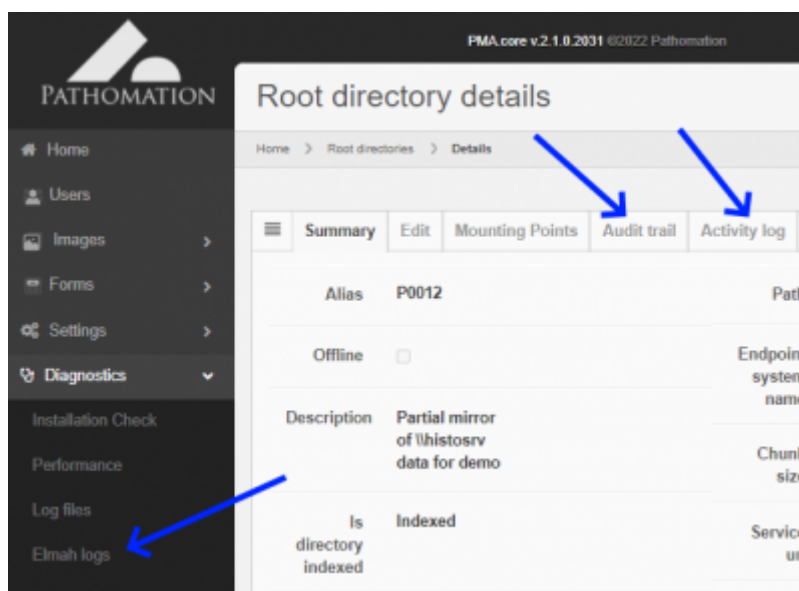 PMA.core v.2.1.0.2031 ©2022 Pathomation
PATHOMATION
Root directory details
Home > Root directories > Details
Home
Users
Images
Forms
Settings
Diagnostics
Installation Check
Performance
Log files
Elmah logs
Summary Edit Mounting Points Audit trail Activity log
Alias P0012
Offline
Description Partial mirror
of \\histosrv
data for demo
Is Indexed
directory
indexed
Path
Endpoin
system
name
Chunk
size
Service
ur